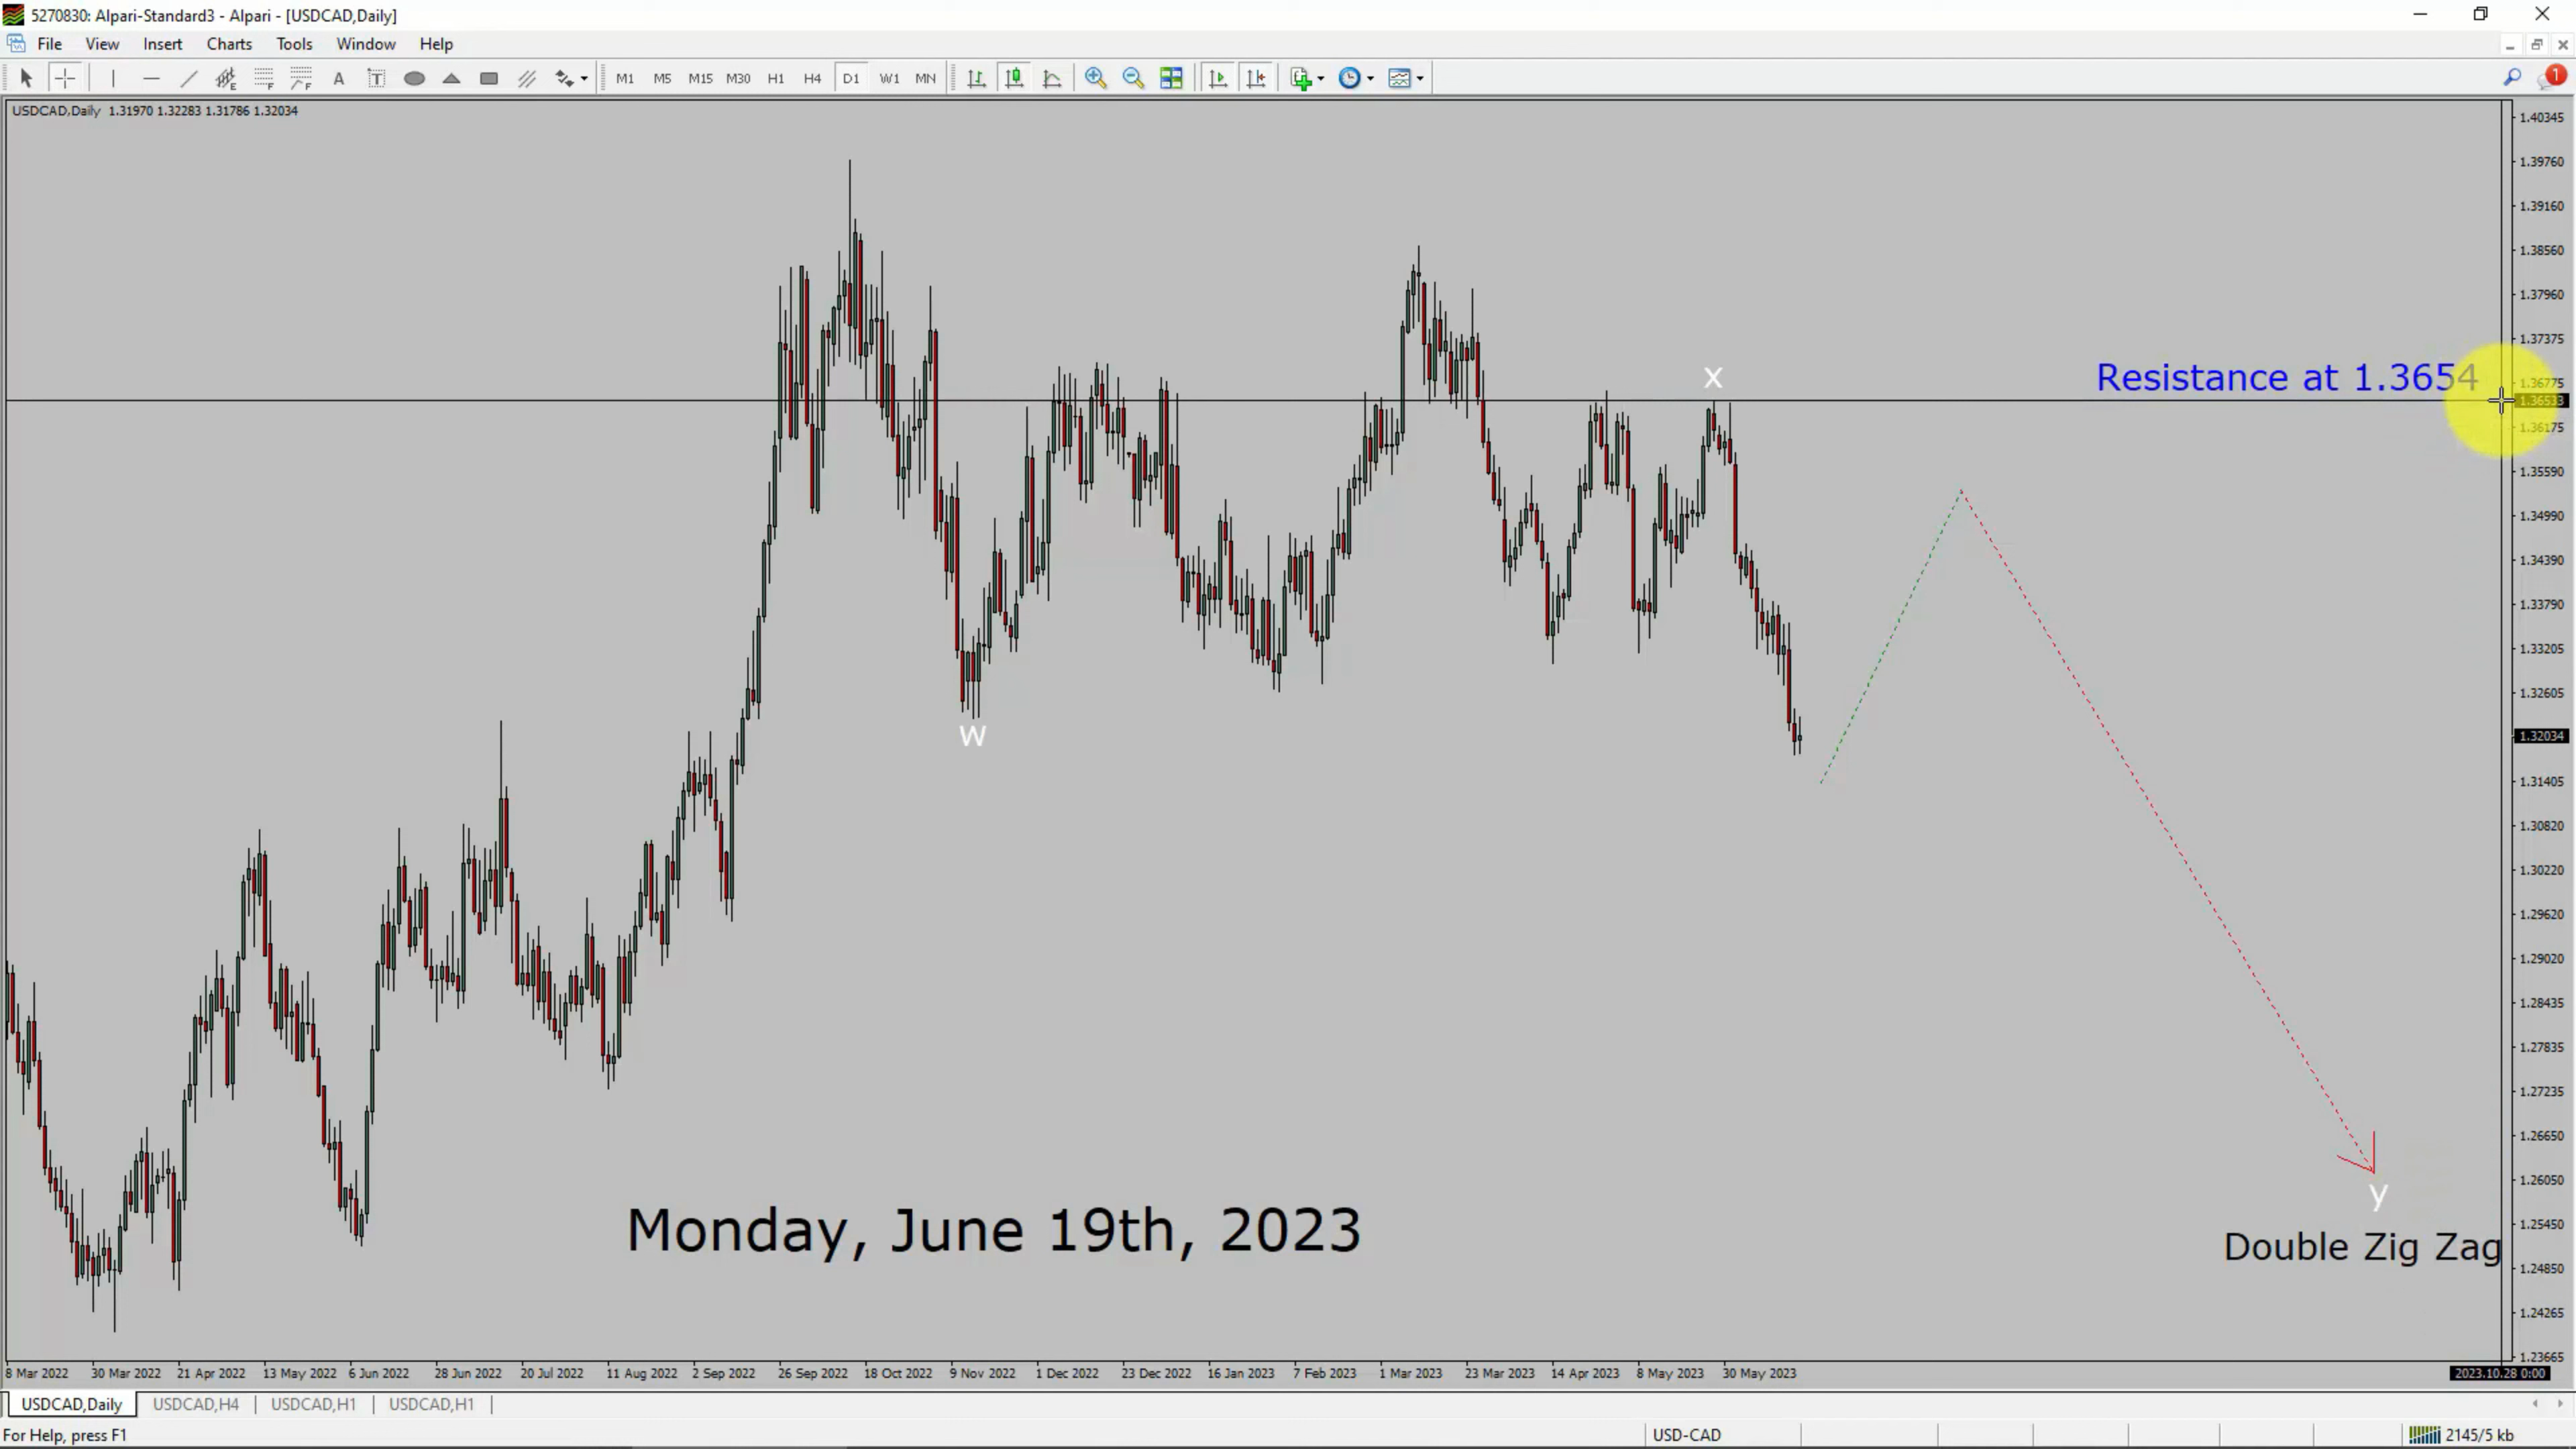 5270830: Alpari-Standard3 - Alpari - [USDCAD,Daily]
File View Insert Charts Tools Window Help
A T M1 M5 M15 M30 H1 H4 D1 W1 MN 1
USDCAD,Daily 1.31970 1.32283 1.31786 1.32034
1.40345
1.39760
1.39160
1.38560
1.37960
1.37375
X
Resistance at 1.3654
1.36775
1.36533
1.36175
1.35590
1.34990
1.34390
1.33790
1.33205
1.32605
W
1.32034
1.31405
1.30820
1.30220
1.29620
1.29020
1.28435
1.27835
1.27235
1.26650
1.26050
y
Monday, June 19th, 2023
1.25450
Double Zig Zag
1.24850
1.24265
1.23665
8 Mar 2022 30 Mar 2022 21 Apr 2022 13 May 2022 6 Jun 2022 28 Jun 2022 20 Jul 2022 11 Aug 2022 2 Sep 2022 26 Sep 2022 18 Oct 2022 9 Nov 2022 1 Dec 2022 23 Dec 2022 16 Jan 2023 7 Feb 2023 1 Mar 2023 23 Mar 2023 14 Apr 2023 8 May 2023 30 May 2023 2023.10.28 0:00
USDCAD,Daily USDCAD,H4 USDCAD,H1 USDCAD,H1
For Help, press F1 USD-CAD 2145/5 kb